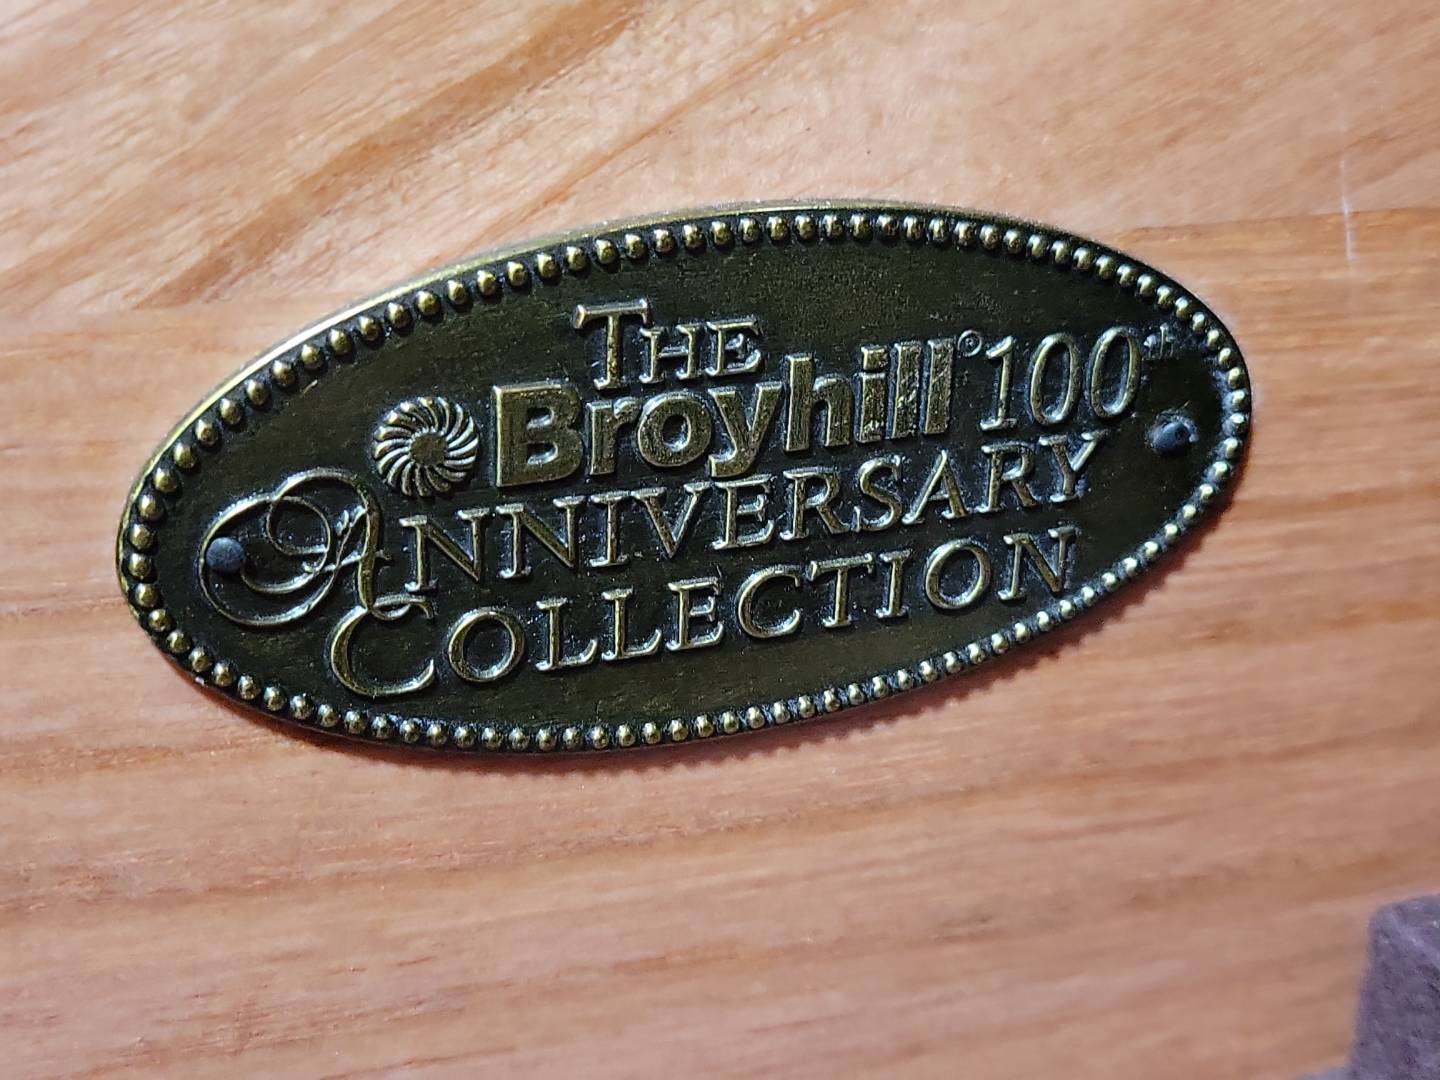 THE
Broyhill® 100th
ANNIVERSARY
COLLECTION